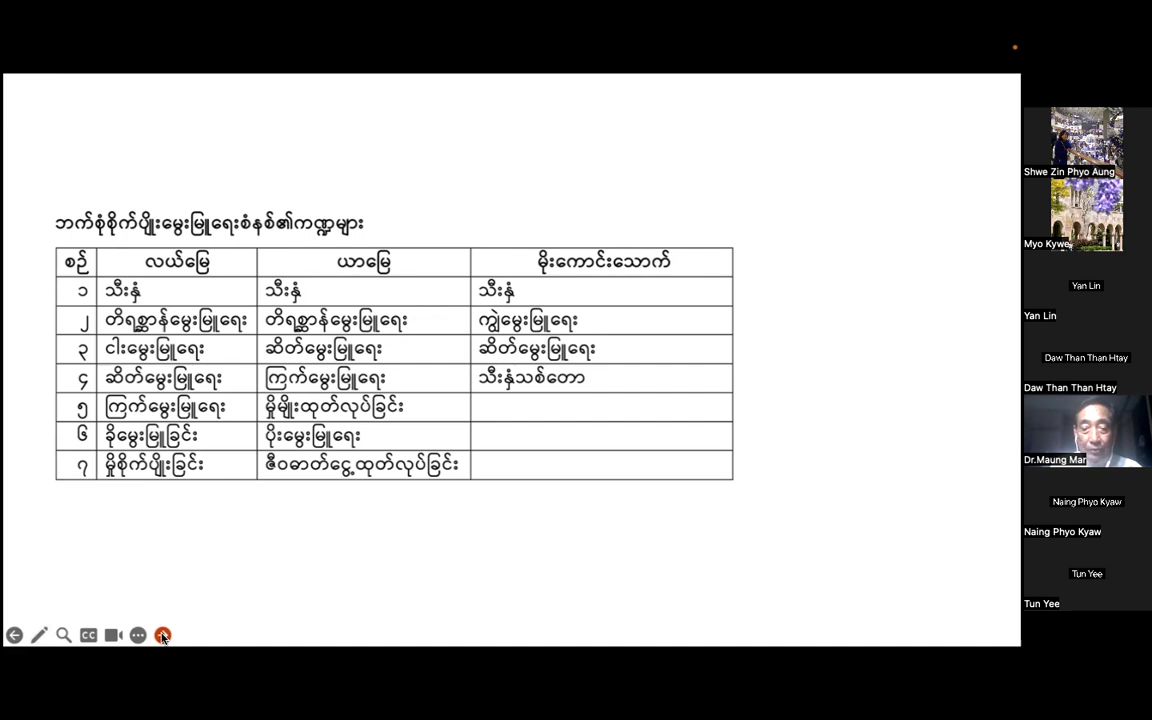 ဘက်စုံစိုက်ပျိုးမွေးမြူရေးစံနစ်၏ကဏ္ဍများ
စဉ် လယ်မြေ ယာမြေ မိုးကောင်းသောက်
၁ သီးနှံ သီးနှံ သီးနှံ
၂ တိရစ္ဆာန်မွေးမြူရေး တိရစ္ဆာန်မွေးမြူရေး ကျွဲမွေးမြူရေး
၃ ငါးမွေးမြူရေး ဆိတ်မွေးမြူရေး ဆိတ်မွေးမြူရေး
၄ ဆိတ်မွေးမြူရေး ကြက်မွေးမြူရေး သီးနှံသစ်တော
၅ ကြက်မွေးမြူရေး မှိုမျိုးထုတ်လုပ်ခြင်း
၆ ခိုမွေးမြူခြင်း ပိုးမွေးမြူရေး
၇ မှိုစိုက်ပျိုးခြင်း ဇီဝဓာတ်ငွေ့ထုတ်လုပ်ခြင်း
CC
Shwe Zin Phyo Aung
Myo Kywe
Yan Lin
Yan Lin
Daw Than Than Htay
Daw Than Than Htay
Dr.Maung Mar
Naing Phyo Kyaw
Naing Phyo Kyaw
Tun Yee
Tun Yee